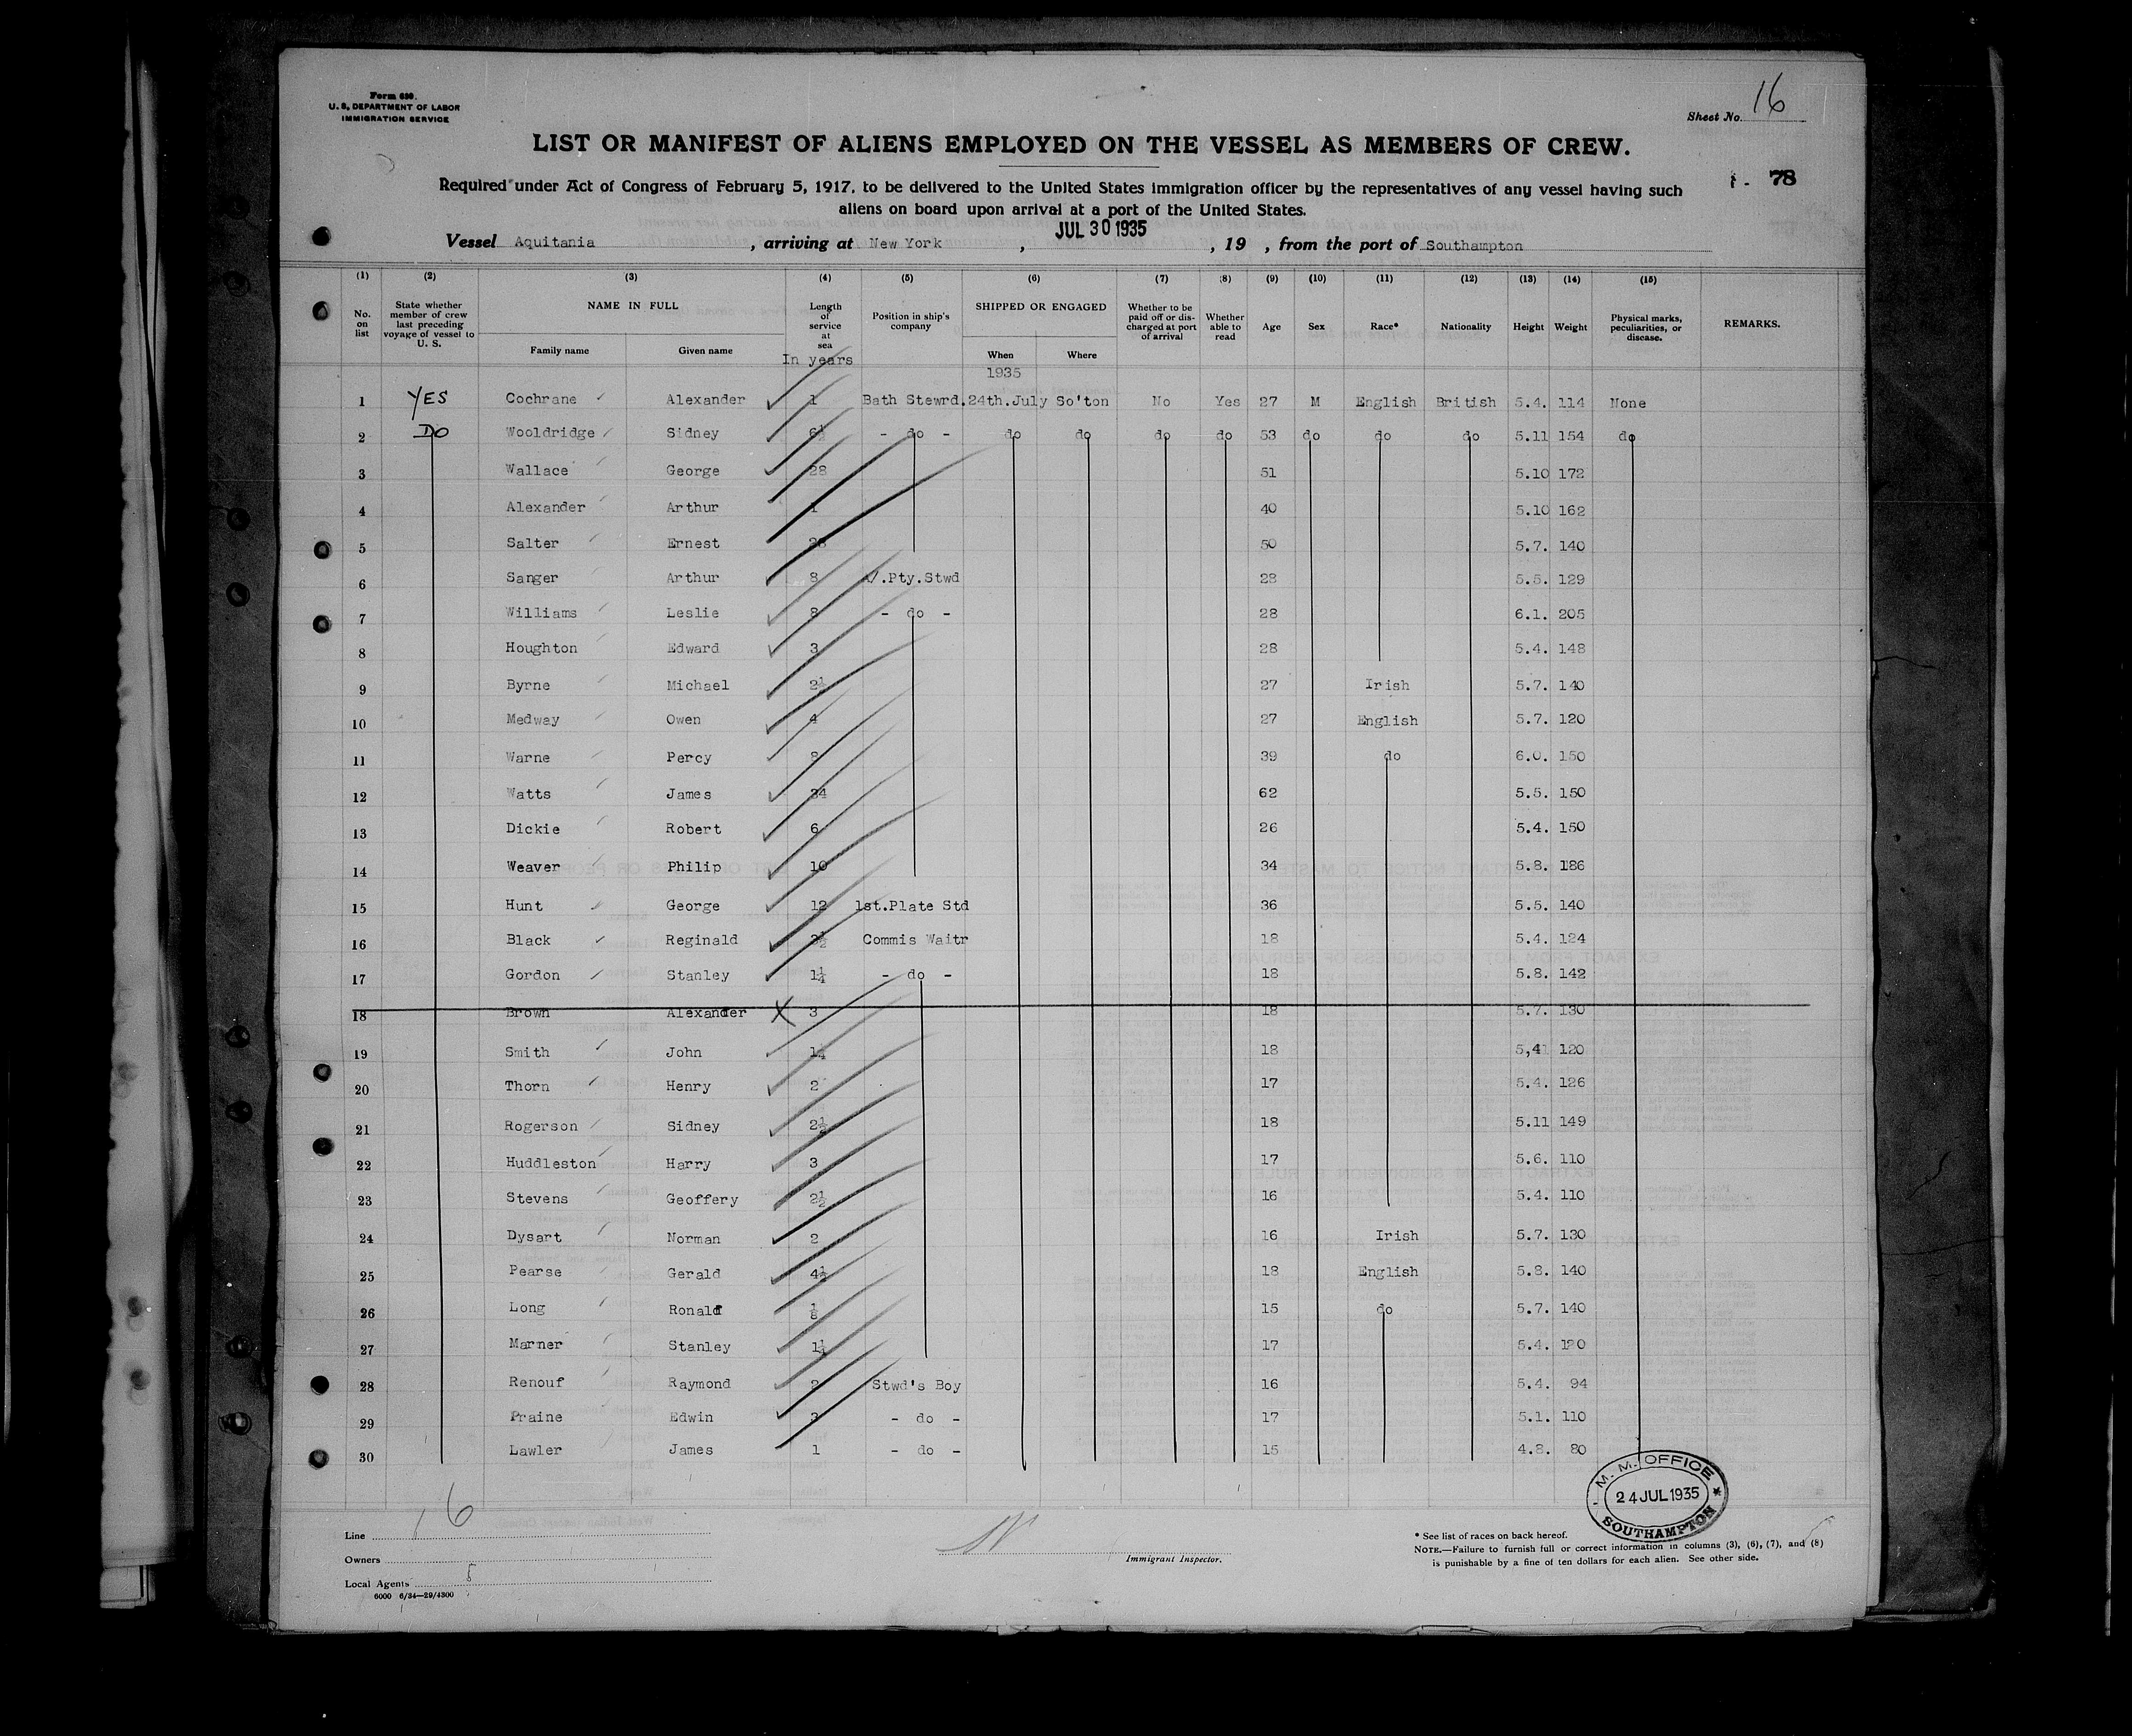 Form 680.
U. S. DEPARTMENT OF LABOR
IMMIGRATION SERVICE
Sheet No. 16
LIST OR MANIFEST OF ALIENS EMPLOYED ON THE VESSEL AS MEMBERS OF CREW.
78
Required under Act of Congress of February 5, 1917, to be delivered to the United States immigration officer by the representatives of any vessel having such
aliens on board upon arrival at a port of the United States.
Vessel Aquitania, arriving at New York, JUL 30 1935, 19 , from the port of Southampton
(1) (2) (3) (4) (5) (6) (7) (8) (9) (10) (11) (12) (13) (14) (15)
No. on list
State whether member of crew last preceding voyage of vessel to U. S.
NAME IN FULL
Family name Given name
Length of service at sea
In years
Position in ship's company
SHIPPED OR ENGAGED
When Where
1935
Whether to be paid off or discharged at port of arrival
Whether able to read
Age
Sex
Race*
Nationality
Height
Weight
Physical marks, peculiarities, or disease.
REMARKS.
1 YES Cochrane Alexander 1 Bath Stewrd. 24th.July So'ton No Yes 27 M English British 5.4. 114 None
2 DO Wooldridge Sidney 6½ - do - do do do do 53 do do do 5.11 154 do
3 Wallace George 28 51 5.10 172
4 Alexander Arthur 1 40 5.10 162
5 Salter Ernest 50 5.7. 140
6 Sanger Arthur 8 A/.Pty.Stwd 28 5.5. 129
7 Williams Leslie 8 - do - 28 6.1. 205
8 Houghton Edward 3 28 5.4. 148
9 Byrne Michael 2½ 27 Irish 5.7. 140
10 Medway Owen 4 27 English 5.7. 120
11 Warne Percy 8 39 do 6.0. 150
12 Watts James 34 62 5.5. 150
13 Dickie Robert 6 26 5.4. 150
14 Weaver Philip 10 34 5.8. 186
15 Hunt George 12 1st.Plate Std 36 5.5. 140
16 Black Reginald 3½ Commis Waitr 18 5.4. 124
17 Gordon Stanley 1¼ - do - 18 5.8. 142
18 Brown Alexander X 3 18 5.7. 130
19 Smith John 1¼ 18 5,4 120
20 Thorn Henry 2 17 5.4. 126
21 Rogerson Sidney 2½ 18 5.11 149
22 Huddleston Harry 3 17 5.6. 110
23 Stevens Geoffery 2½ 16 5.4. 110
24 Dysart Norman 2 16 Irish 5.7. 130
25 Pearse Gerald 4½ 18 English 5.8. 140
26 Long Ronald ⅛ 15 do 5.7. 140
27 Marner Stanley 1¼ 17 5.4. 120
28 Renouf Raymond 2 Stwd's Boy 16 5.4. 94
29 Praine Edwin 3 - do - 17 5.1. 110
30 Lawler James 1 - do - 15 4.8. 80
M. M. OFFICE
24 JUL 1935
SOUTHAMPTON
16
Line
Owners
Local Agents
6000 6/34—29/4300
Immigrant Inspector.
* See list of races on back hereof.
NOTE.—Failure to furnish full or correct information in columns (3), (6), (7), and (8)
is punishable by a fine of ten dollars for each alien. See other side.